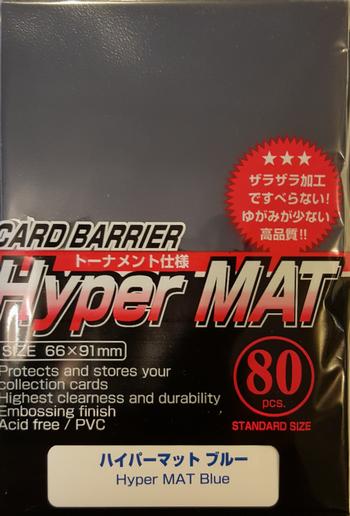 ★★★
ザラザラ加工
ですべらない!
ゆがみが少ない
高品質!!
CARD BARRIER
トーナメント仕様
Hyper MAT
SIZE 66×91mm
80
pcs.
Protects and stores your
collection cards
Highest clearness and durability
Embossing finish
Acid free / PVC
STANDARD SIZE
ハイパーマット ブルー
Hyper MAT Blue